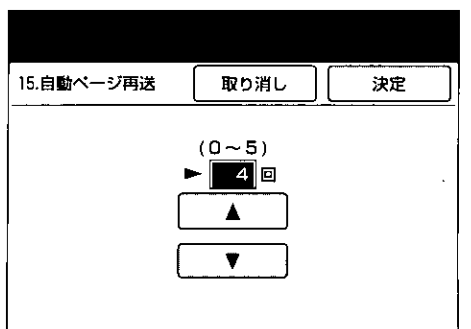 15.自動ページ再送 取り消し 決定
(0～5)
► 4 回
▲
▼